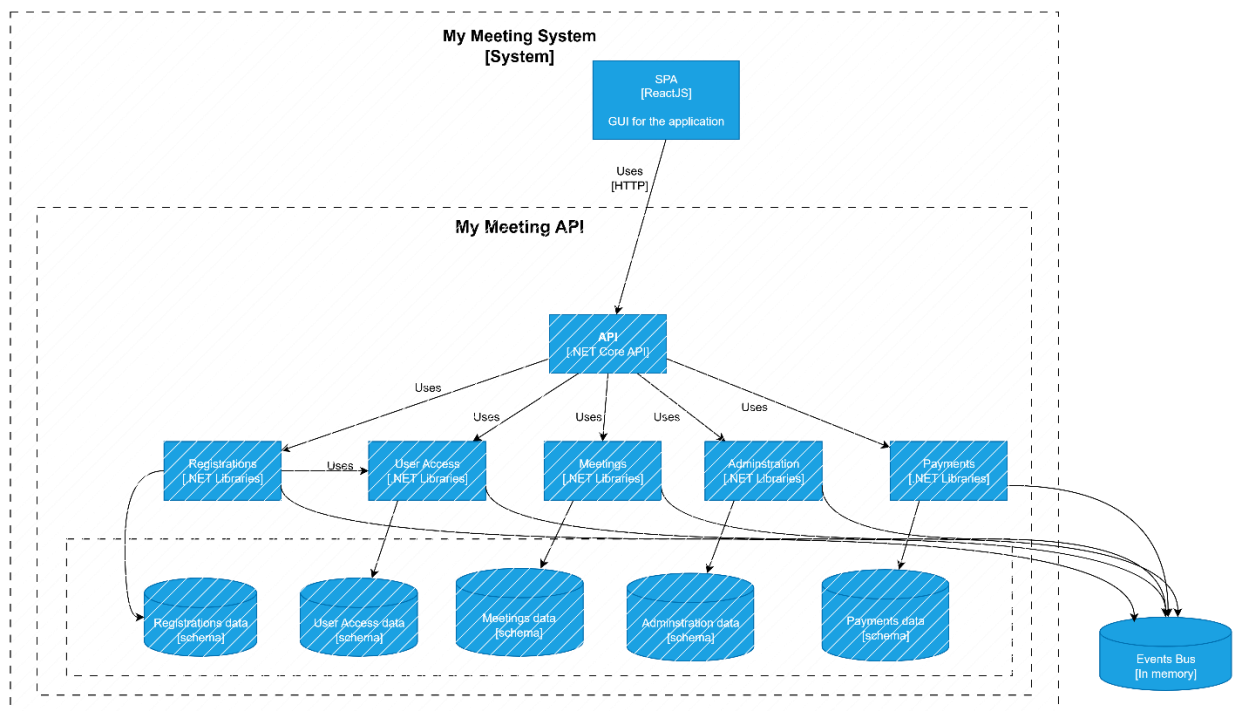 My Meeting System
[System]
SPA
[ReactJS]
GUI for the application
Uses
[HTTP]
My Meeting API
API
[.NET Core API]
Uses
Uses
Uses
Uses
Uses
Registrations
[.NET Libraries]
Uses
User Access
[.NET Libraries]
Meetings
[.NET Libraries]
Adminstration
[.NET Libraries]
Payments
[.NET Libraries]
Registrations data
[schema]
User Access data
[schema]
Meetings data
[schema]
Adminstration data
[schema]
Payments data
[schema]
Events Bus
[In memory]